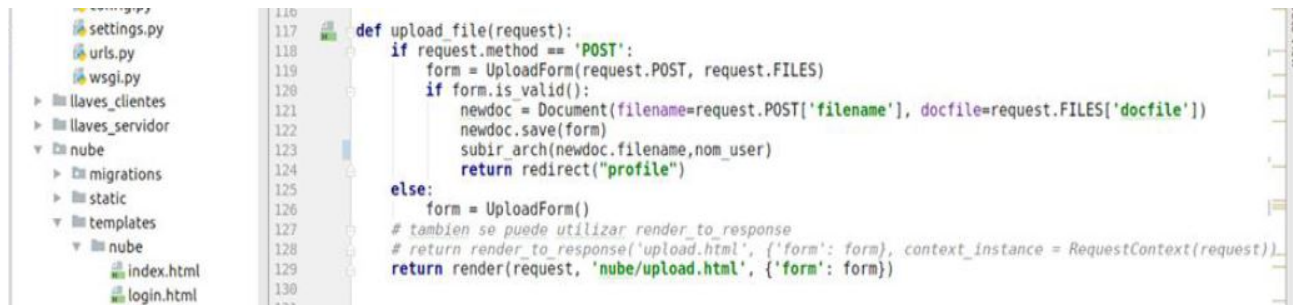 settings.py
urls.py
wsgi.py
llaves_clientes
llaves_servidor
nube
migrations
static
templates
nube
index.html
login.html
116
117 def upload_file(request):
118 if request.method == 'POST':
119 form = UploadForm(request.POST, request.FILES)
120 if form.is_valid():
121 newdoc = Document(filename=request.POST['filename'], docfile=request.FILES['docfile'])
122 newdoc.save(form)
123 subir_arch(newdoc.filename,nom_user)
124 return redirect("profile")
125 else:
126 form = UploadForm()
127 # tambien se puede utilizar render_to_response
128 # return render_to_response('upload.html', {'form': form}, context_instance = RequestContext(request))
129 return render(request, 'nube/upload.html', {'form': form})
130